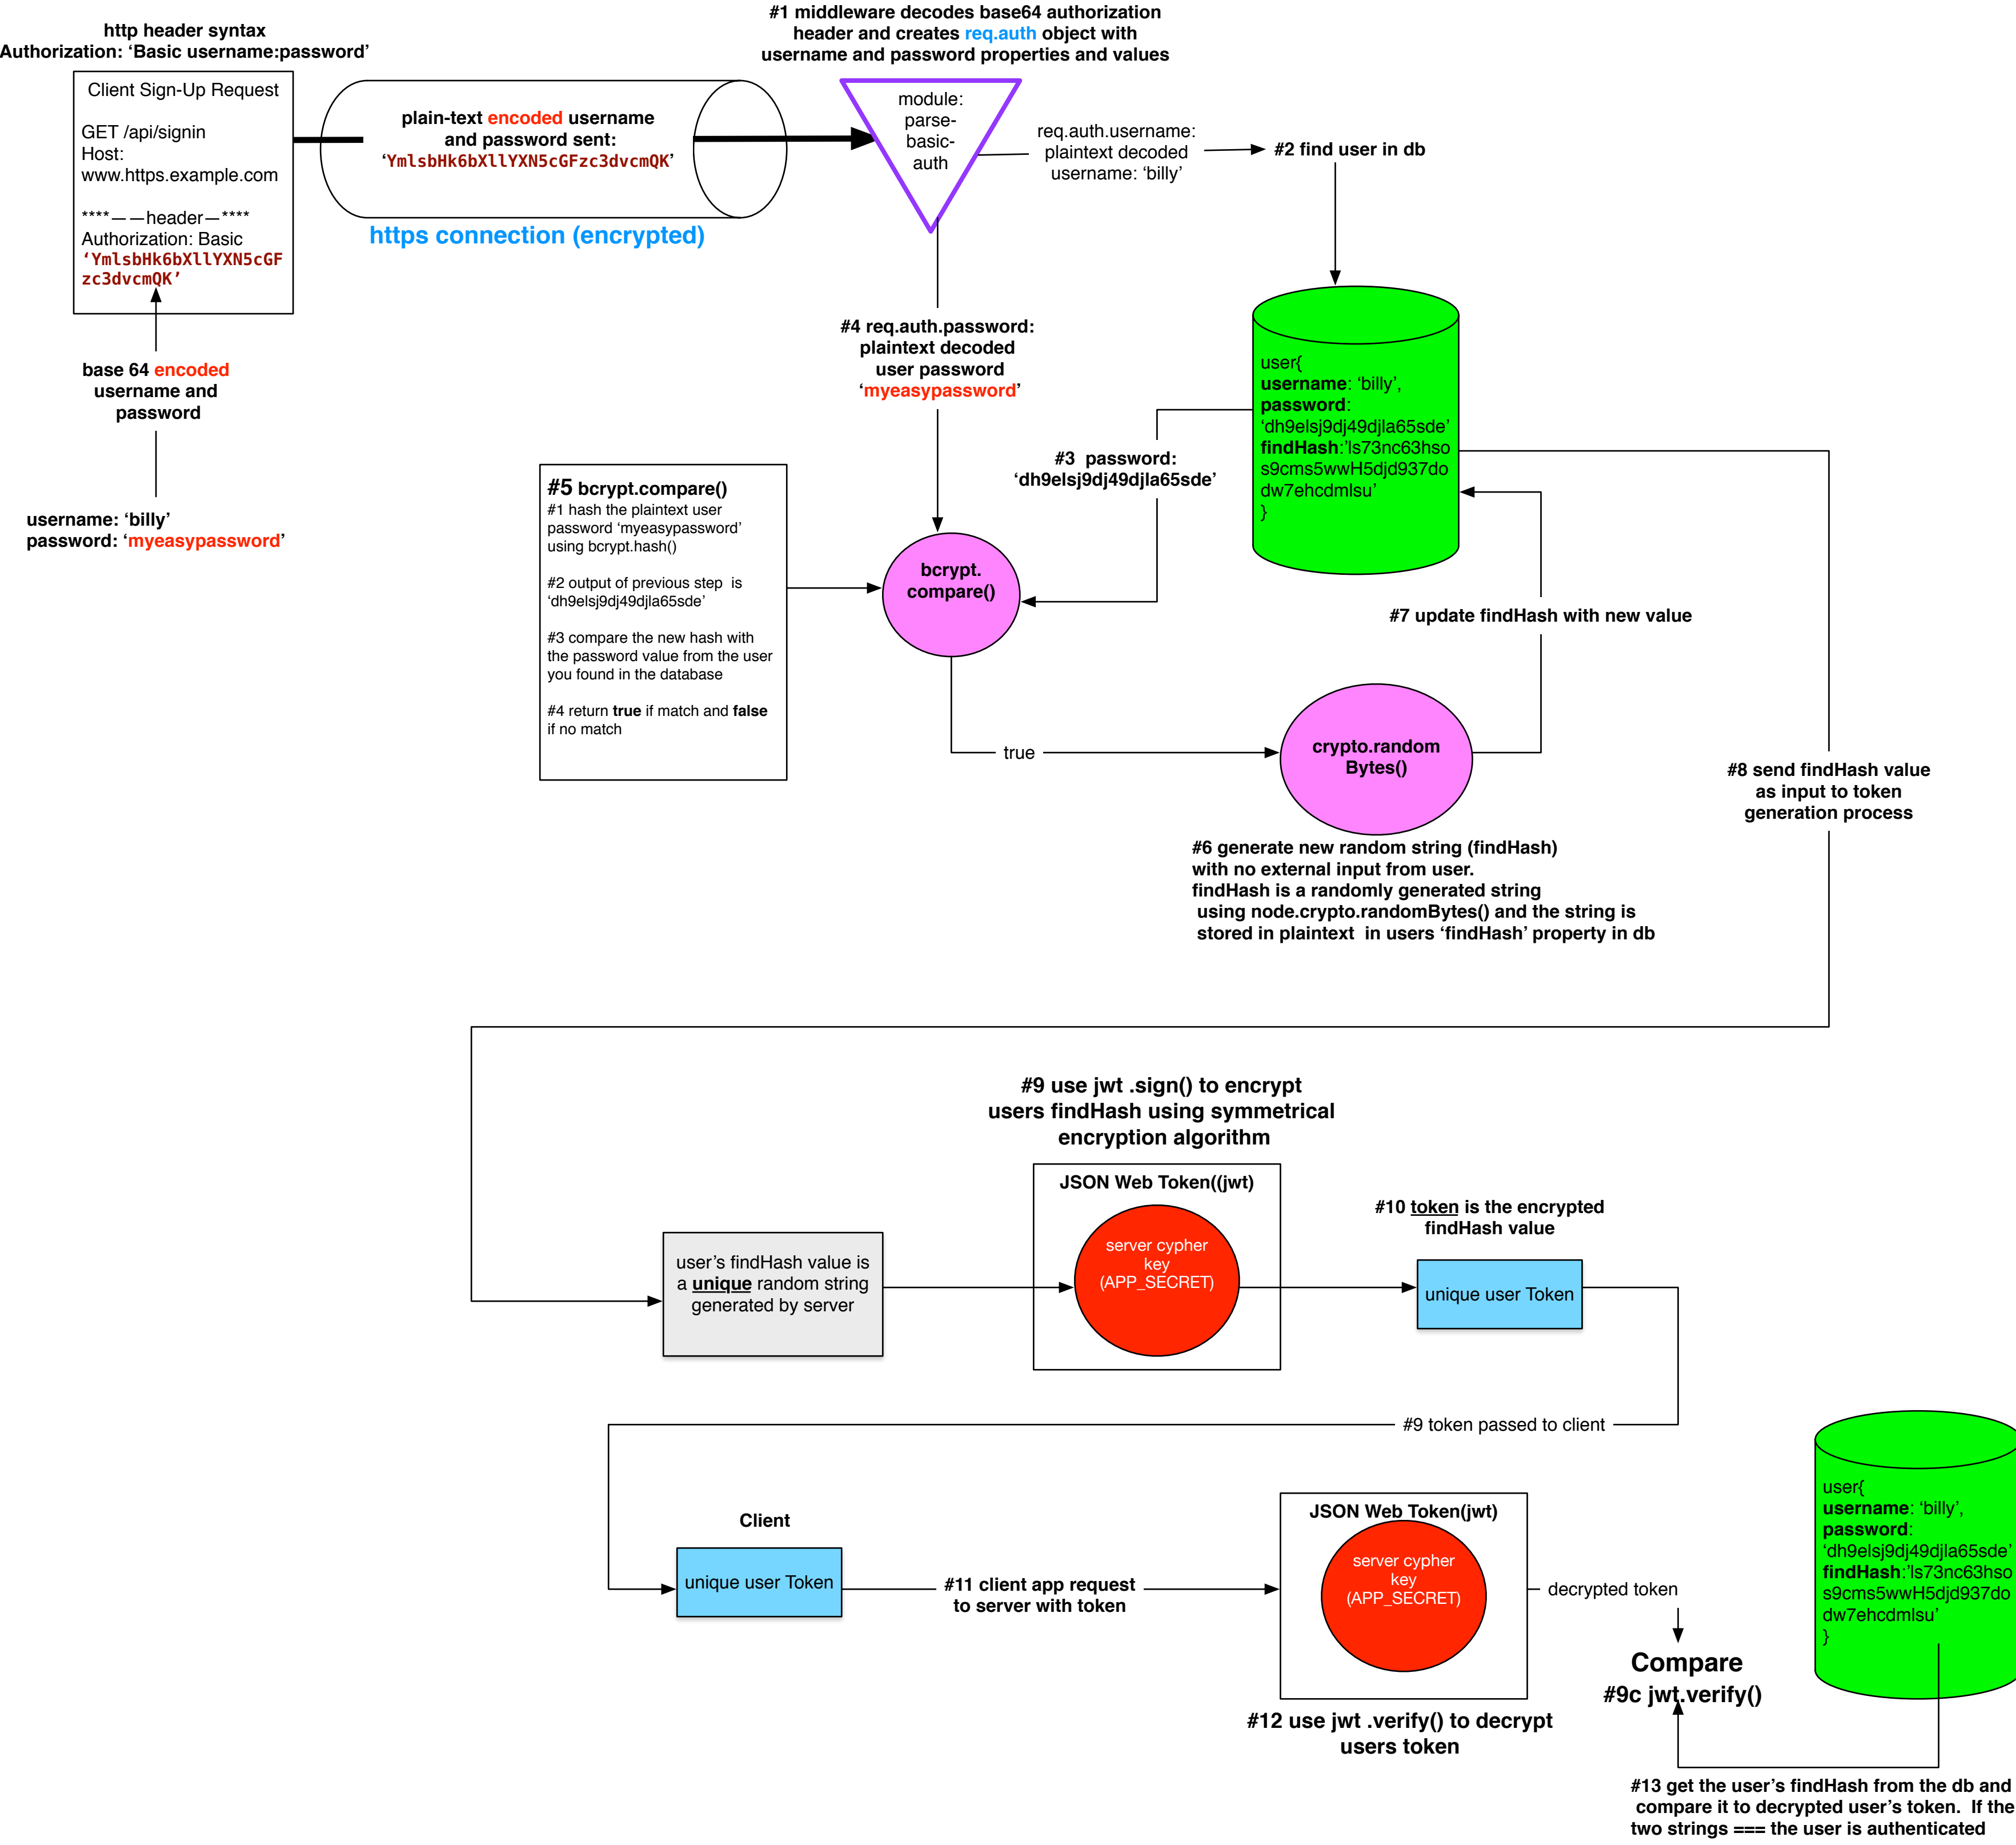 http header syntax
Authorization: ‘Basic username:password’
Client Sign-Up Request
GET /api/signin
Host:
www.https.example.com
****— —header—****
Authorization: Basic
‘YmlsbHk6bXllYXN5cGF
zc3dvcmQK’
base 64 encoded
username and
password
username: ‘billy’
password: ‘myeasypassword’
plain-text encoded username
and password sent:
‘YmlsbHk6bXllYXN5cGFzc3dvcmQK’
https connection (encrypted)
#1 middleware decodes base64 authorization
header and creates req.auth object with
username and password properties and values
module:
parse-
basic-
auth
req.auth.username:
plaintext decoded
username: ‘billy’
#2 find user in db
user{
username: ‘billy’,
password:
‘dh9elsj9dj49djla65sde’
findHash:’ls73nc63hso
s9cms5wwH5djd937do
dw7ehcdmlsu’
}
#3 password:
‘dh9elsj9dj49djla65sde’
#4 req.auth.password:
plaintext decoded
user password
‘myeasypassword’
#5 bcrypt.compare()
#1 hash the plaintext user
password ‘myeasypassword’
using bcrypt.hash()
#2 output of previous step is
‘dh9elsj9dj49djla65sde’
#3 compare the new hash with
the password value from the user
you found in the database
#4 return true if match and false
if no match
bcrypt.
compare()
true
crypto.random
Bytes()
#6 generate new random string (findHash)
with no external input from user.
findHash is a randomly generated string
using node.crypto.randomBytes() and the string is
stored in plaintext in users ‘findHash’ property in db
#7 update findHash with new value
#8 send findHash value
as input to token
generation process
#9 use jwt .sign() to encrypt
users findHash using symmetrical
encryption algorithm
user’s findHash value is
a unique random string
generated by server
JSON Web Token((jwt)
server cypher
key
(APP_SECRET)
#10 token is the encrypted
findHash value
unique user Token
#9 token passed to client
Client
unique user Token
#11 client app request
to server with token
JSON Web Token(jwt)
server cypher
key
(APP_SECRET)
#12 use jwt .verify() to decrypt
users token
decrypted token
Compare
#9c jwt.verify()
user{
username: ‘billy’,
password:
‘dh9elsj9dj49djla65sde’
findHash:’ls73nc63hso
s9cms5wwH5djd937do
dw7ehcdmlsu’
}
#13 get the user’s findHash from the db and
compare it to decrypted user’s token. If the
two strings === the user is authenticated